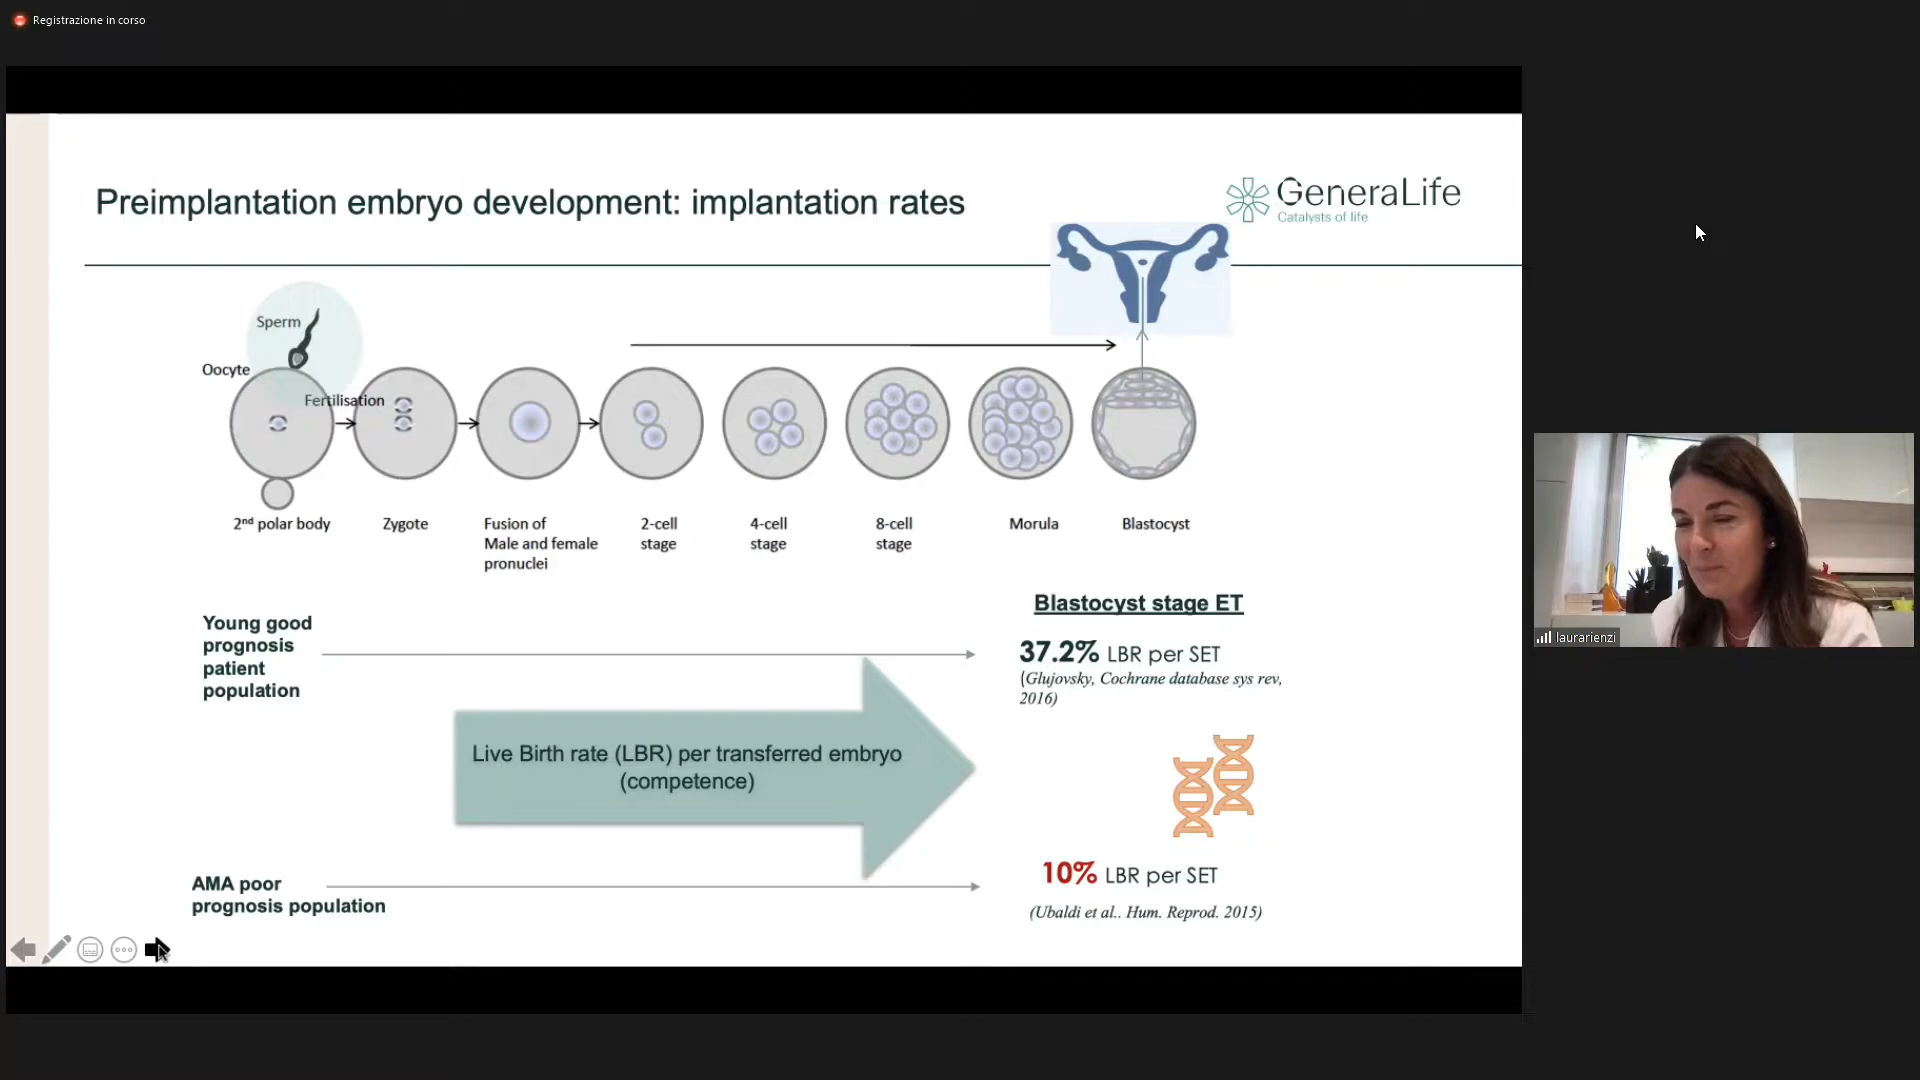 Registrazione in corso
Preimplantation embryo development: implantation rates
GeneraLife
Catalysts of life
Sperm
Oocyte
Fertilisation
2nd polar body
Zygote
Fusion of
Male and female
pronuclei
2-cell
stage
4-cell
stage
8-cell
stage
Morula
Blastocyst
Blastocyst stage ET
Young good
prognosis
patient
population
37.2% LBR per SET
(Glujovsky, Cochrane database sys rev,
2016)
Live Birth rate (LBR) per transferred embryo
(competence)
AMA poor
prognosis population
10% LBR per SET
(Ubaldi et al.. Hum. Reprod. 2015)
laurarienzi